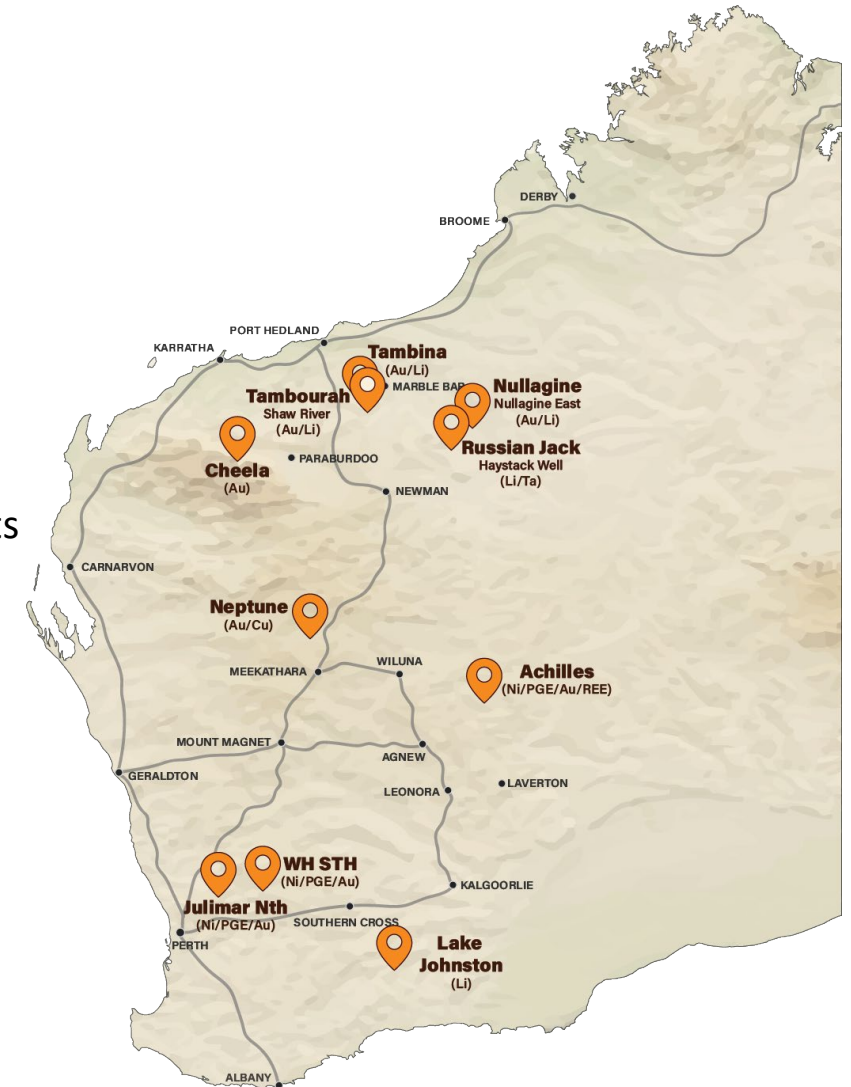 DERBY
BROOME
PORT HEDLAND
KARRATHA
Tambina
(Au/Li)
MARBLE BAR
Tambourah
Shaw River
(Au/Li)
Nullagine
Nullagine East
(Au/Li)
Russian Jack
Haystack Well
(Li/Ta)
Cheela
(Au)
PARABURDOO
NEWMAN
ts
CARNARVON
Neptune
(Au/Cu)
MEEKATHARA
WILUNA
Achilles
(Ni/PGE/Au/REE)
MOUNT MAGNET
AGNEW
GERALDTON
LEONORA
LAVERTON
WH STH
(Ni/PGE/Au)
KALGOORLIE
Julimar Nth
(Ni/PGE/Au)
SOUTHERN CROSS
PERTH
Lake
Johnston
(Li)
ALBANY